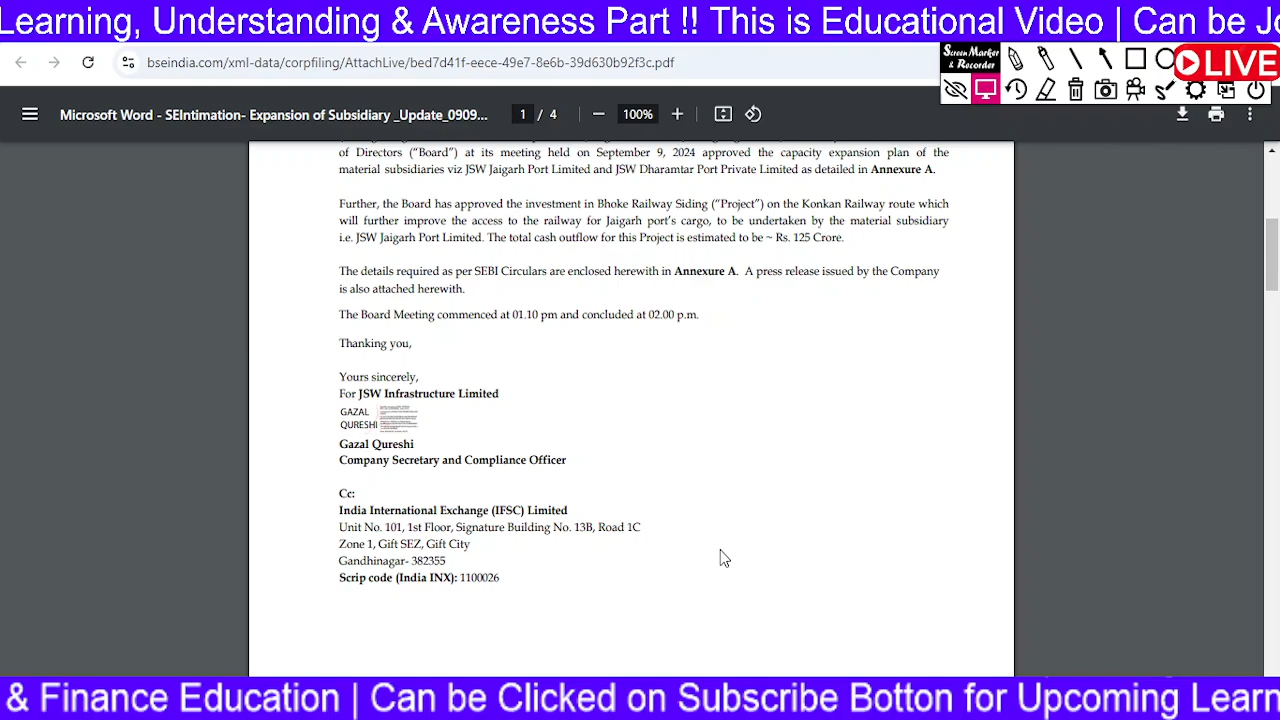 Learning, Understanding & Awareness Part !! This is Educational Video | Can be Jo
bseindia.com/xml-data/corpfiling/AttachLive/bed7d41f-eece-49e7-8e6b-39d630b92f3c.pdf
Screen Marker
& Recorder
LIVE
Microsoft Word - SEIntimation- Expansion of Subsidiary _Update_0909...
1 / 4
100%
of Directors (“Board”) at its meeting held on September 9, 2024 approved the capacity expansion plan of the
material subsidiaries viz JSW Jaigarh Port Limited and JSW Dharamtar Port Private Limited as detailed in Annexure A.
Further, the Board has approved the investment in Bhoke Railway Siding (“Project”) on the Konkan Railway route which
will further improve the access to the railway for Jaigarh port’s cargo, to be undertaken by the material subsidiary
i.e. JSW Jaigarh Port Limited. The total cash outflow for this Project is estimated to be ~ Rs. 125 Crore.
The details required as per SEBI Circulars are enclosed herewith in Annexure A. A press release issued by the Company
is also attached herewith.
The Board Meeting commenced at 01.10 pm and concluded at 02.00 p.m.
Thanking you,
Yours sincerely,
For JSW Infrastructure Limited
GAZAL
QURESHI
Gazal Qureshi
Company Secretary and Compliance Officer
Cc:
India International Exchange (IFSC) Limited
Unit No. 101, 1st Floor, Signature Building No. 13B, Road 1C
Zone 1, Gift SEZ, Gift City
Gandhinagar- 382355
Scrip code (India INX): 1100026
& Finance Education | Can be Clicked on Subscribe Botton for Upcoming Learn